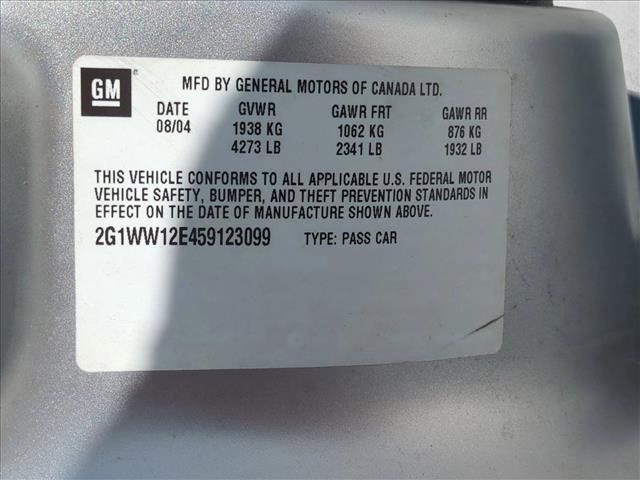 GM ®
MFD BY GENERAL MOTORS OF CANADA LTD.
DATE GVWR GAWR FRT GAWR RR
08/04 1938 KG 1062 KG 876 KG
4273 LB 2341 LB 1932 LB
THIS VEHICLE CONFORMS TO ALL APPLICABLE U.S. FEDERAL MOTOR
VEHICLE SAFETY, BUMPER, AND THEFT PREVENTION STANDARDS IN
EFFECT ON THE DATE OF MANUFACTURE SHOWN ABOVE.
2G1WW12E459123099 TYPE: PASS CAR